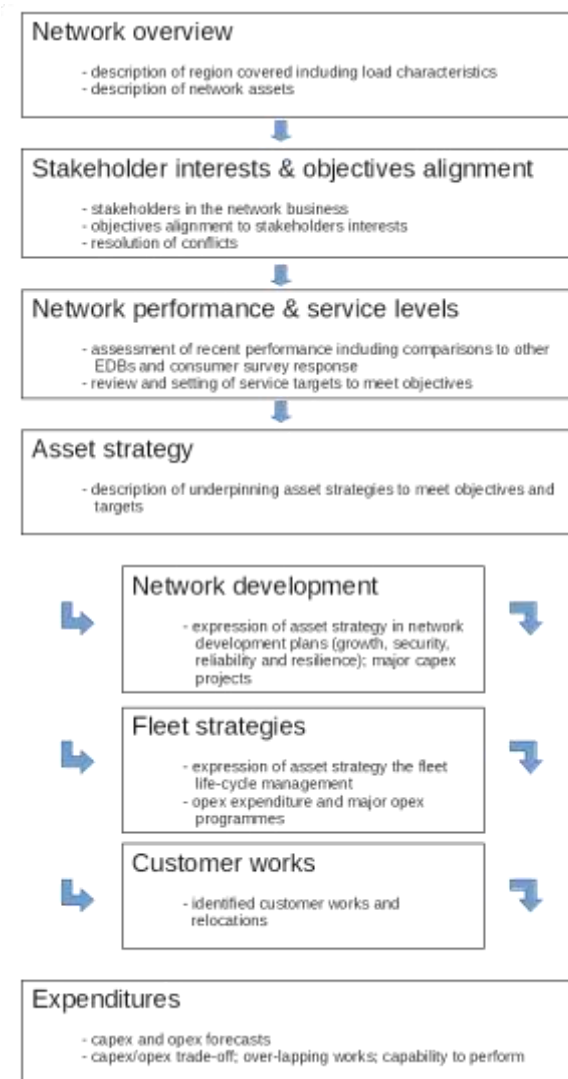 Network overview
- description of region covered including load characteristics
- description of network assets
Stakeholder interests & objectives alignment
- stakeholders in the network business
- objectives alignment to stakeholders interests
- resolution of conflicts
Network performance & service levels
- assessment of recent performance including comparisons to other
EDBs and consumer survey response
- review and setting of service targets to meet objectives
Asset strategy
- description of underpinning asset strategies to meet objectives and
targets
Network development
- expression of asset strategy in network
development plans (growth, security,
reliability and resilience); major capex
projects
Fleet strategies
- expression of asset strategy the fleet
life-cycle management
- opex expenditure and major opex
programmes
Customer works
- identified customer works and
relocations
Expenditures
- capex and opex forecasts
- capex/opex trade-off; over-lapping works; capability to perform